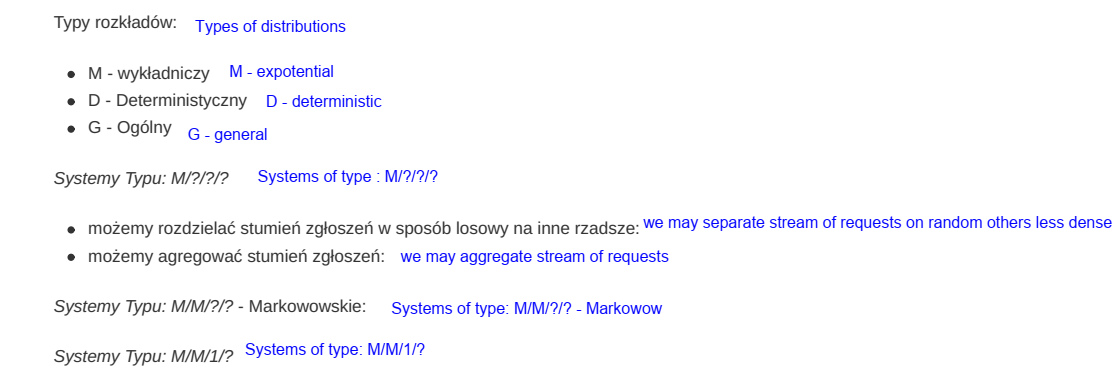 Typy rozkładów: Types of distributions
M - wykładniczy M - expotential
D - Deterministyczny D - deterministic
G - Ogólny G - general
Systemy Typu: M/?/?/? Systems of type : M/?/?/?
możemy rozdzielać stumień zgłoszeń w sposób losowy na inne rzadsze: we may separate stream of requests on random others less dense
możemy agregować stumień zgłoszeń: we may aggregate stream of requests
Systemy Typu: M/M/?/? - Markowowskie: Systems of type: M/M/?/? - Markowow
Systemy Typu: M/M/1/? Systems of type: M/M/1/?